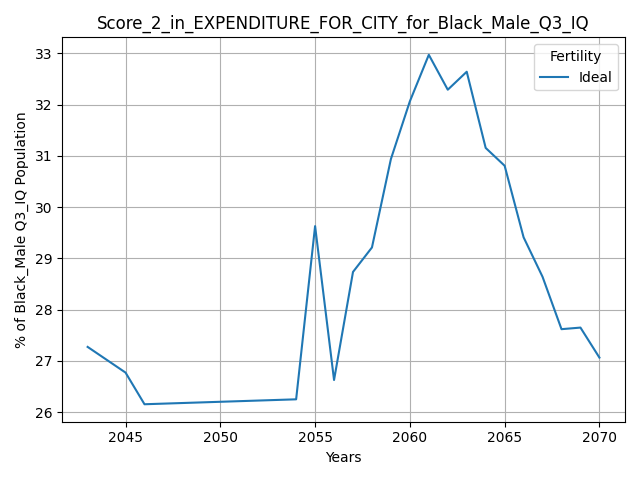 Score_2_in_EXPENDITURE_FOR_CITY_for_Black_Male_Q3_IQ
Fertility
Ideal
% of Black_Male Q3_IQ Population
33
32
31
30
29
28
27
26
2045
2050
2055
2060
2065
2070
Years